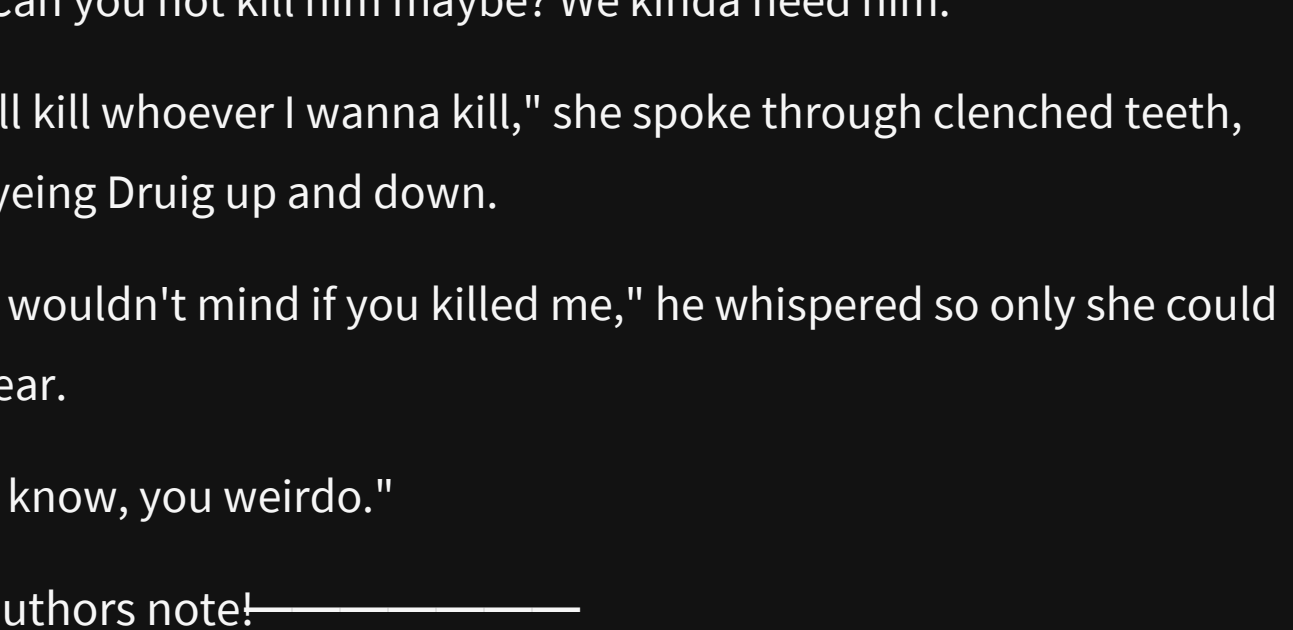 can you not kill him maybe? We kinda need him.
ll kill whoever I wanna kill," she spoke through clenched teeth,
yeing Druig up and down.
wouldn't mind if you killed me," he whispered so only she could
ear.
know, you weirdo."
uthors note!————————